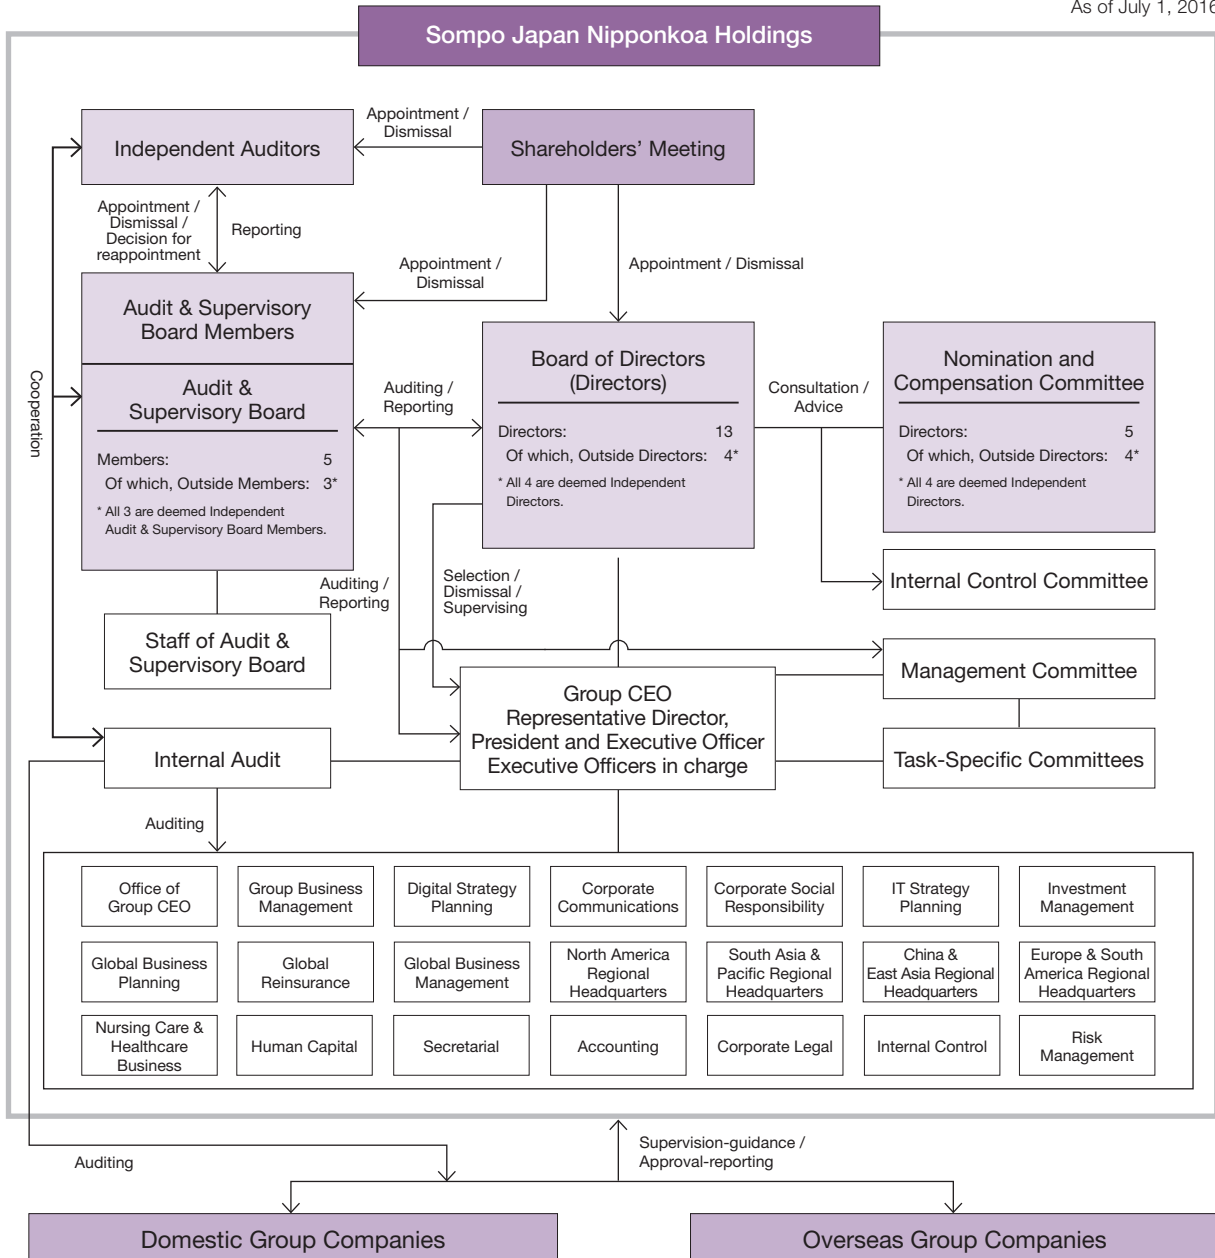 As of July 1, 2016
Sompo Japan Nipponkoa Holdings
Independent Auditors
Appointment /
Dismissal
Shareholders' Meeting
Appointment /
Dismissal /
Decision for
reappointment
Reporting
Appointment /
Dismissal
Appointment / Dismissal
Cooperation
Audit & Supervisory
Board Members
Audit &
Supervisory Board
Members: 5
Of which, Outside Members: 3*
* All 3 are deemed Independent
Audit & Supervisory Board Members.
Auditing /
Reporting
Board of Directors
(Directors)
Directors: 13
Of which, Outside Directors: 4*
* All 4 are deemed Independent
Directors.
Consultation /
Advice
Nomination and
Compensation Committee
Directors: 5
Of which, Outside Directors: 4*
* All 4 are deemed Independent
Directors.
Auditing /
Reporting
Selection /
Dismissal /
Supervising
Internal Control Committee
Staff of Audit &
Supervisory Board
Management Committee
Group CEO
Representative Director,
President and Executive Officer
Executive Officers in charge
Internal Audit
Task-Specific Committees
Auditing
Office of
Group CEO
Group Business
Management
Digital Strategy
Planning
Corporate
Communications
Corporate Social
Responsibility
IT Strategy
Planning
Investment
Management
Global Business
Planning
Global
Reinsurance
Global Business
Management
North America
Regional
Headquarters
South Asia &
Pacific Regional
Headquarters
China &
East Asia Regional
Headquarters
Europe & South
America Regional
Headquarters
Nursing Care &
Healthcare
Business
Human Capital
Secretarial
Accounting
Corporate Legal
Internal Control
Risk
Management
Auditing
Supervision-guidance /
Approval-reporting
Domestic Group Companies
Overseas Group Companies